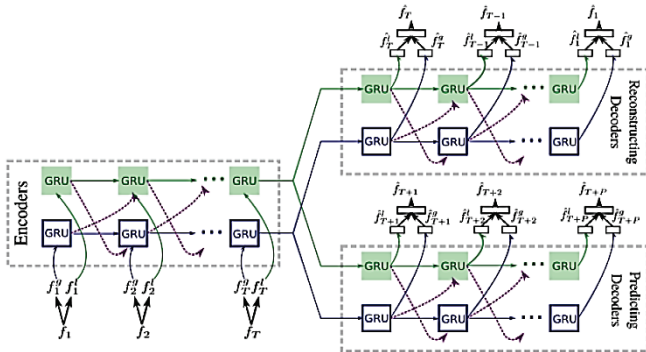 f̂_T f̂_{T-1} f̂_1
f̂^l_T f̂^g_T f̂^l_{T-1} f̂^g_{T-1} f̂^l_1 f̂^g_1
GRU GRU ... GRU
GRU GRU ... GRU
Reconstructing
Decoders
Encoders
GRU GRU ... GRU
GRU GRU ... GRU
f^g_1 f^l_1 f^g_2 f^l_2 f^g_T f^l_T
f_1 f_2 f_T
f̂_{T+1} f̂_{T+2} f̂_{T+P}
f̂^l_{T+1} f̂^g_{T+1} f̂^l_{T+2} f̂^g_{T+2} f̂^l_{T+P} f̂^g_{T+P}
GRU GRU ... GRU
GRU GRU ... GRU
Predicting
Decoders